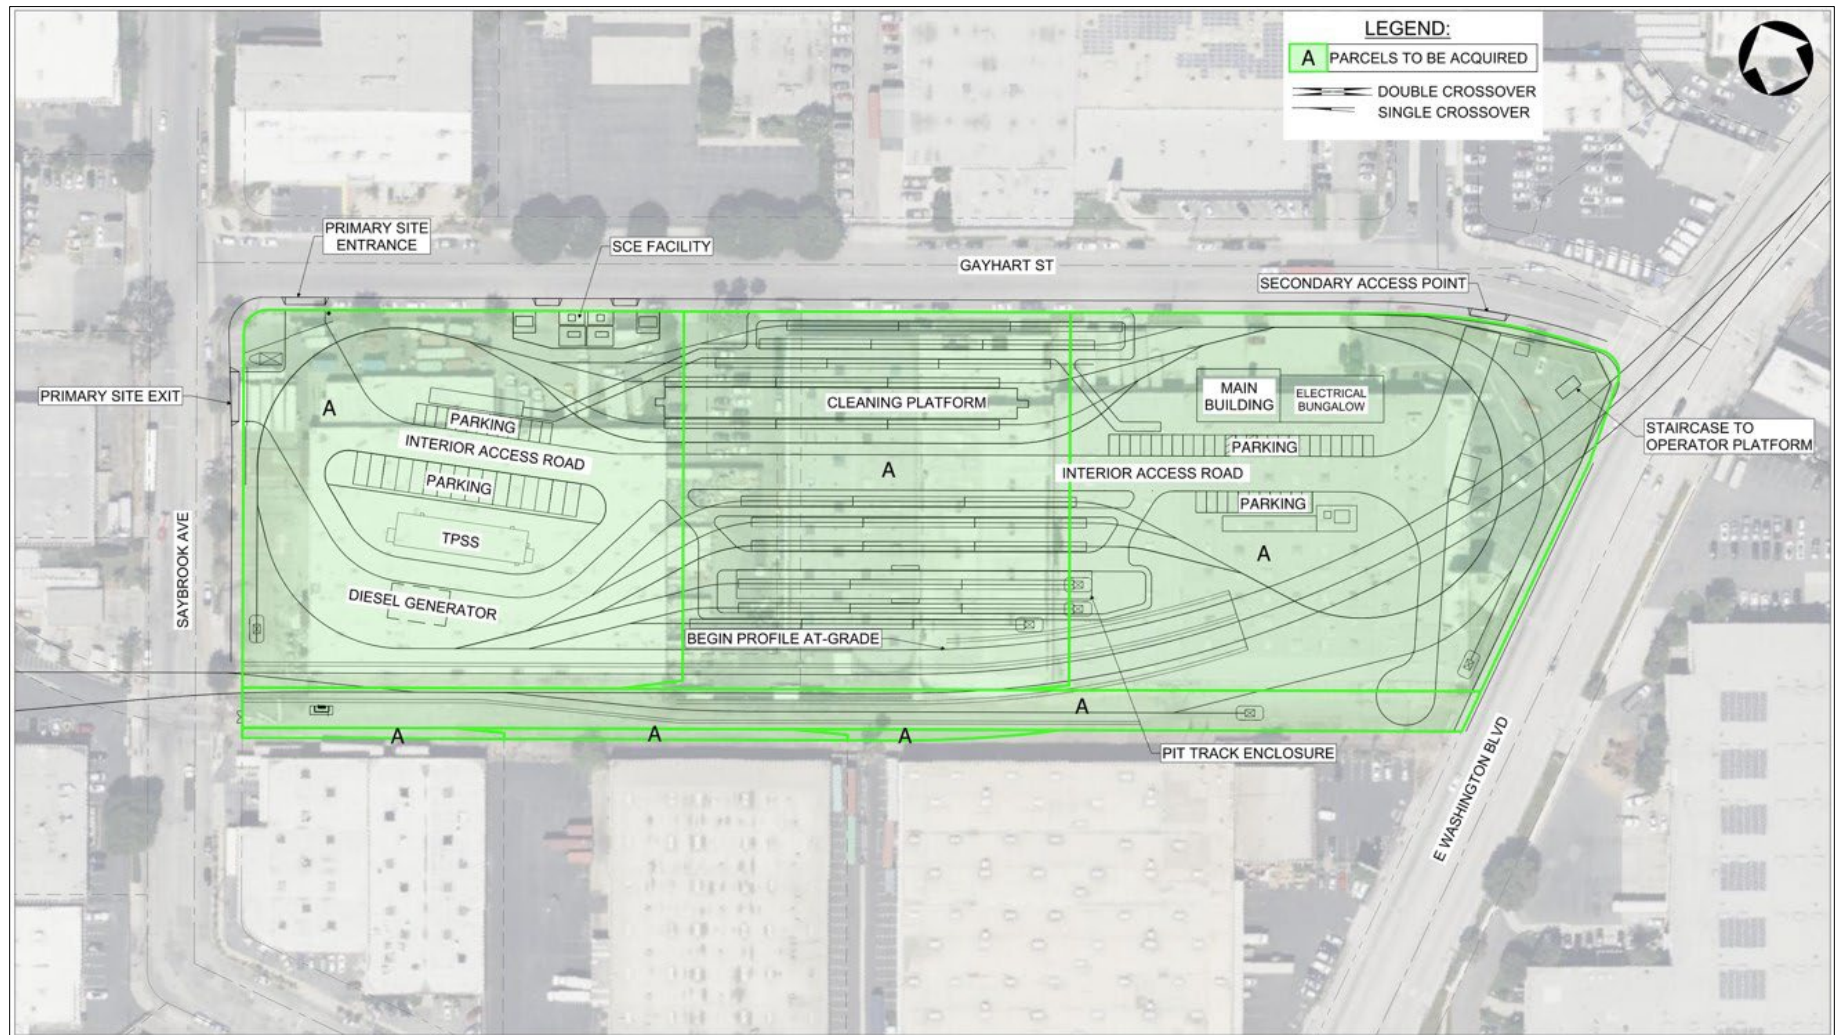 LEGEND:
A PARCELS TO BE ACQUIRED
DOUBLE CROSSOVER
SINGLE CROSSOVER
PRIMARY SITE
ENTRANCE
SCE FACILITY
GAYHART ST
SECONDARY ACCESS POINT
PRIMARY SITE EXIT
A
PARKING
INTERIOR ACCESS ROAD
PARKING
TPSS
DIESEL GENERATOR
SAYBROOK AVE
CLEANING PLATFORM
A
MAIN
BUILDING
ELECTRICAL
BUNGALOW
PARKING
INTERIOR ACCESS ROAD
PARKING
A
STAIRCASE TO
OPERATOR PLATFORM
BEGIN PROFILE AT-GRADE
A
A
A
A
PIT TRACK ENCLOSURE
E WASHINGTON BLVD